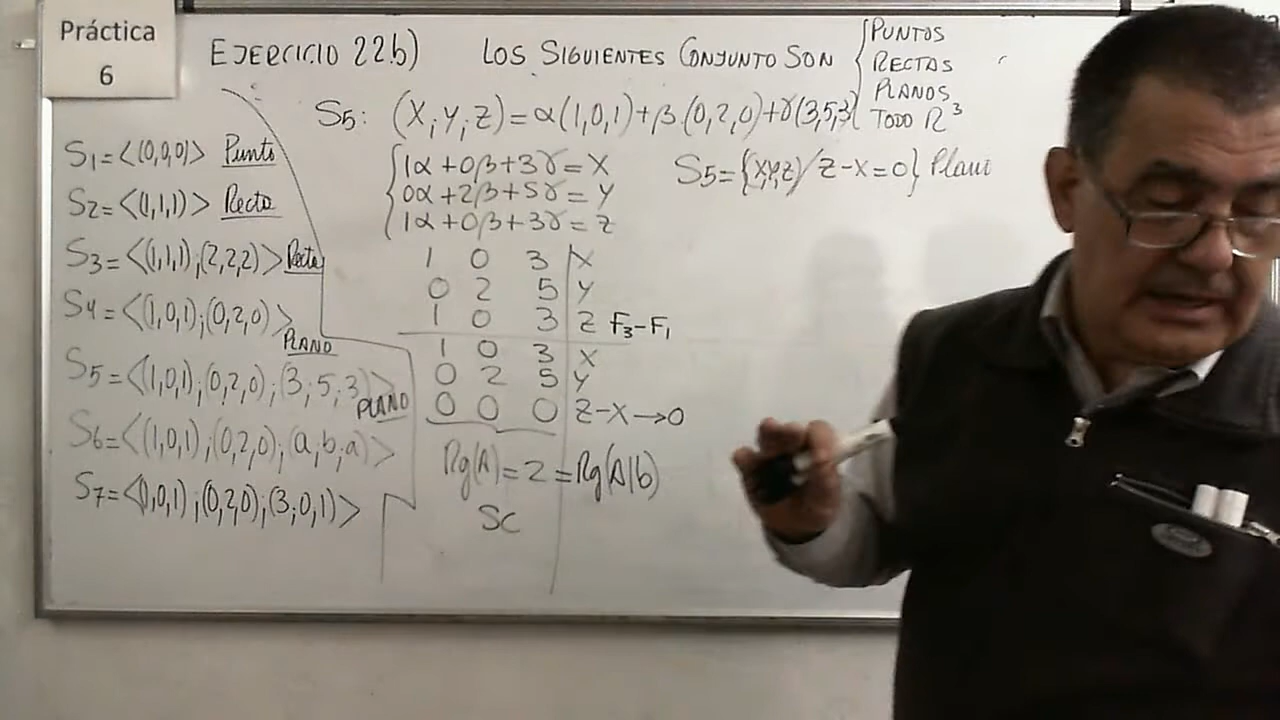 Práctica
6
EJERCICIO 22b) LOS SIGUIENTES CONJUNTO SON
PUNTOS
RECTAS
PLANOS
TODO R³
S5: (X;Y;Z)=α(1,0,1)+β.(0,2,0)+γ(3,5,3)
S1=<(0,0,0)> Punto
S2=<(1,1,1)> Recta
S3=<(1,1,1);(2,2,2)> Recta
S4=<(1,0,1);(0,2,0)>
PLANO
S5=<(1,0,1);(0,2,0);(3;5;3)>
PLANO
S6=<(1,0,1);(0,2,0);(a,b,a)>
S7=<(1,0,1);(0,2,0);(3;0,1)>
1α+0β+3γ=X
0α+2β+5γ=Y
1α+0β+3γ=Z
S5={(X,Y,Z)/Z-X=0} Plano
1 0 3 | X
0 2 5 | Y
1 0 3 | Z F3-F1
1 0 3 | X
0 2 5 | Y
0 0 0 | Z-X→0
Rg(A)=2=Rg(A|b)
SC